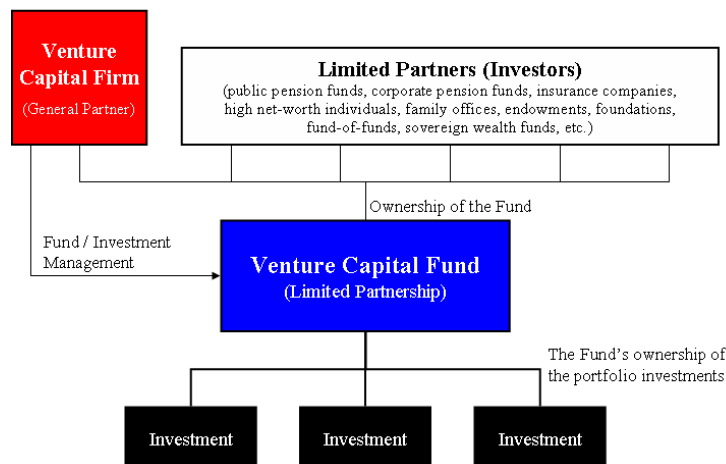 Venture
Capital Firm
(General Partner)
Limited Partners (Investors)
(public pension funds, corporate pension funds, insurance companies,
high net-worth individuals, family offices, endowments, foundations,
fund-of-funds, sovereign wealth funds, etc.)
Ownership of the Fund
Fund / Investment
Management
Venture Capital Fund
(Limited Partnership)
The Fund's ownership of
the portfolio investments
Investment
Investment
Investment